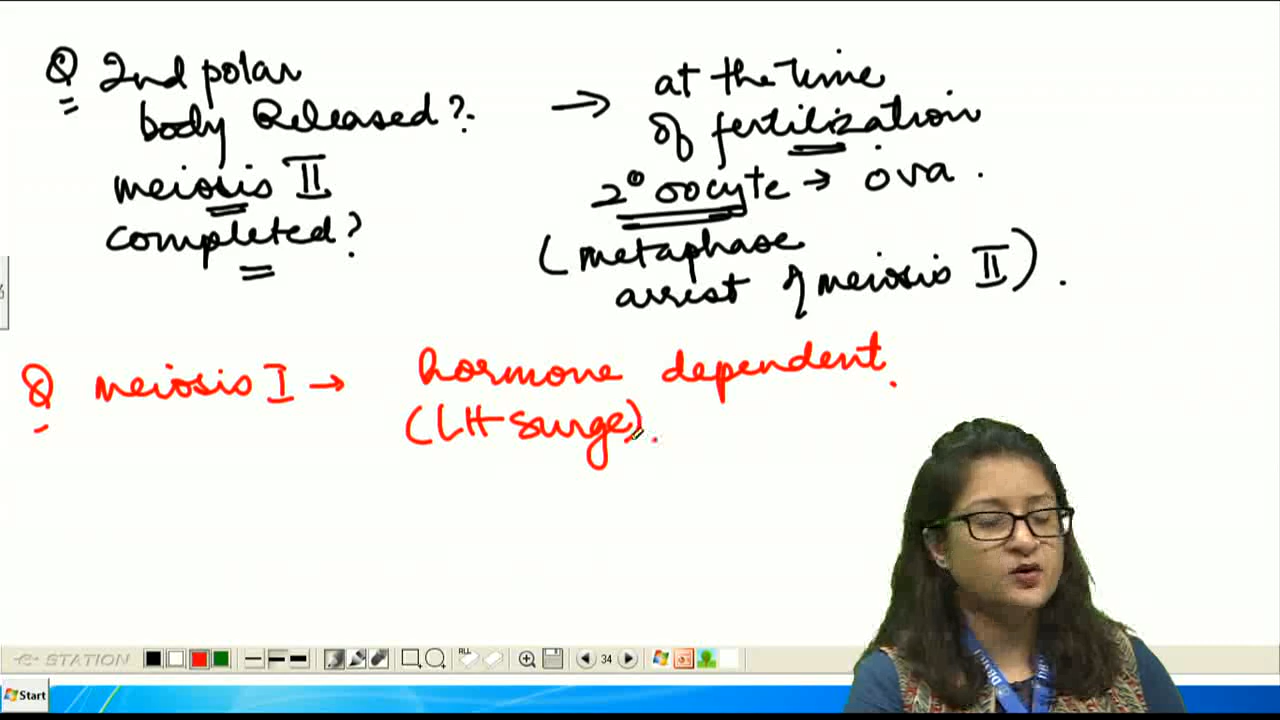 Q 2nd polar
body Released?
meiosis II
completed?
→ at the time
of fertilization
2° oocyte → ova.
(metaphase
arrest of meiosis II).
Q meiosis I → hormone dependent.
(LH surge).
e-STATION
ALL
34
Start